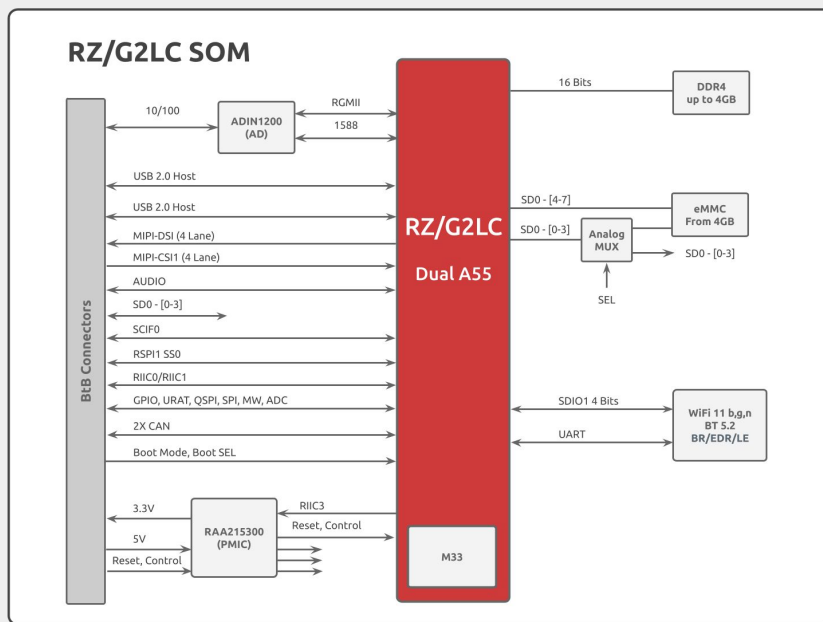 RZ/G2LC SOM
BtB Connectors
10/100
ADIN1200
(AD)
RGMII
1588
USB 2.0 Host
USB 2.0 Host
MIPI-DSI (4 Lane)
MIPI-CSI1 (4 Lane)
AUDIO
SD0 - [0-3]
SCIF0
RSPI1 SS0
RIIC0/RIIC1
GPIO, URAT, QSPI, SPI, MW, ADC
2X CAN
Boot Mode, Boot SEL
3.3V
5V
Reset, Control
RAA215300
(PMIC)
RIIC3
Reset, Control
RZ/G2LC
Dual A55
M33
16 Bits
DDR4
up to 4GB
SD0 - [4-7]
SD0 - [0-3]
Analog
MUX
SEL
eMMC
From 4GB
SD0 - [0-3]
SDIO1 4 Bits
UART
WiFi 11 b,g,n
BT 5.2
BR/EDR/LE